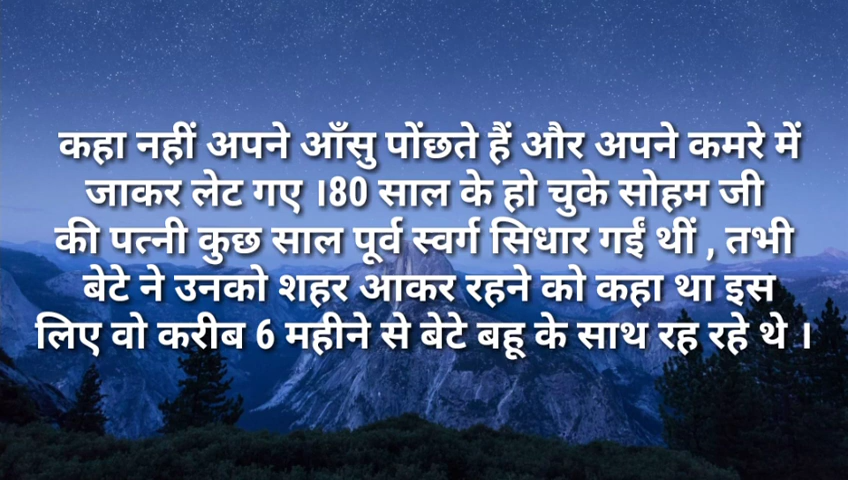 कहा नहीं अपने आँसु पोंछते हैं और अपने कमरे में
जाकर लेट गए ।80 साल के हो चुके सोहम जी
की पत्नी कुछ साल पूर्व स्वर्ग सिधार गईं थीं , तभी
बेटे ने उनको शहर आकर रहने को कहा था इस
लिए वो करीब 6 महीने से बेटे बहू के साथ रह रहे थे ।